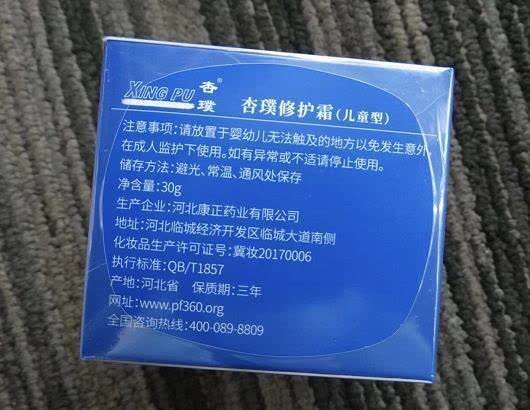 XING PU 杏璞®
杏璞修护霜(儿童型)
注意事项:请放置于婴幼儿无法触及的地方以免发生意外,
在成人监护下使用。如有异常或不适请停止使用。
储存方法:避光、常温、通风处保存
净含量:30g
生产企业:河北康正药业有限公司
地址:河北临城经济开发区临城大道南侧
化妆品生产许可证号:冀妆20170006
执行标准:QB/T1857
产地:河北省 保质期:三年
网址:www.pf360.org
全国咨询热线:400-089-8809